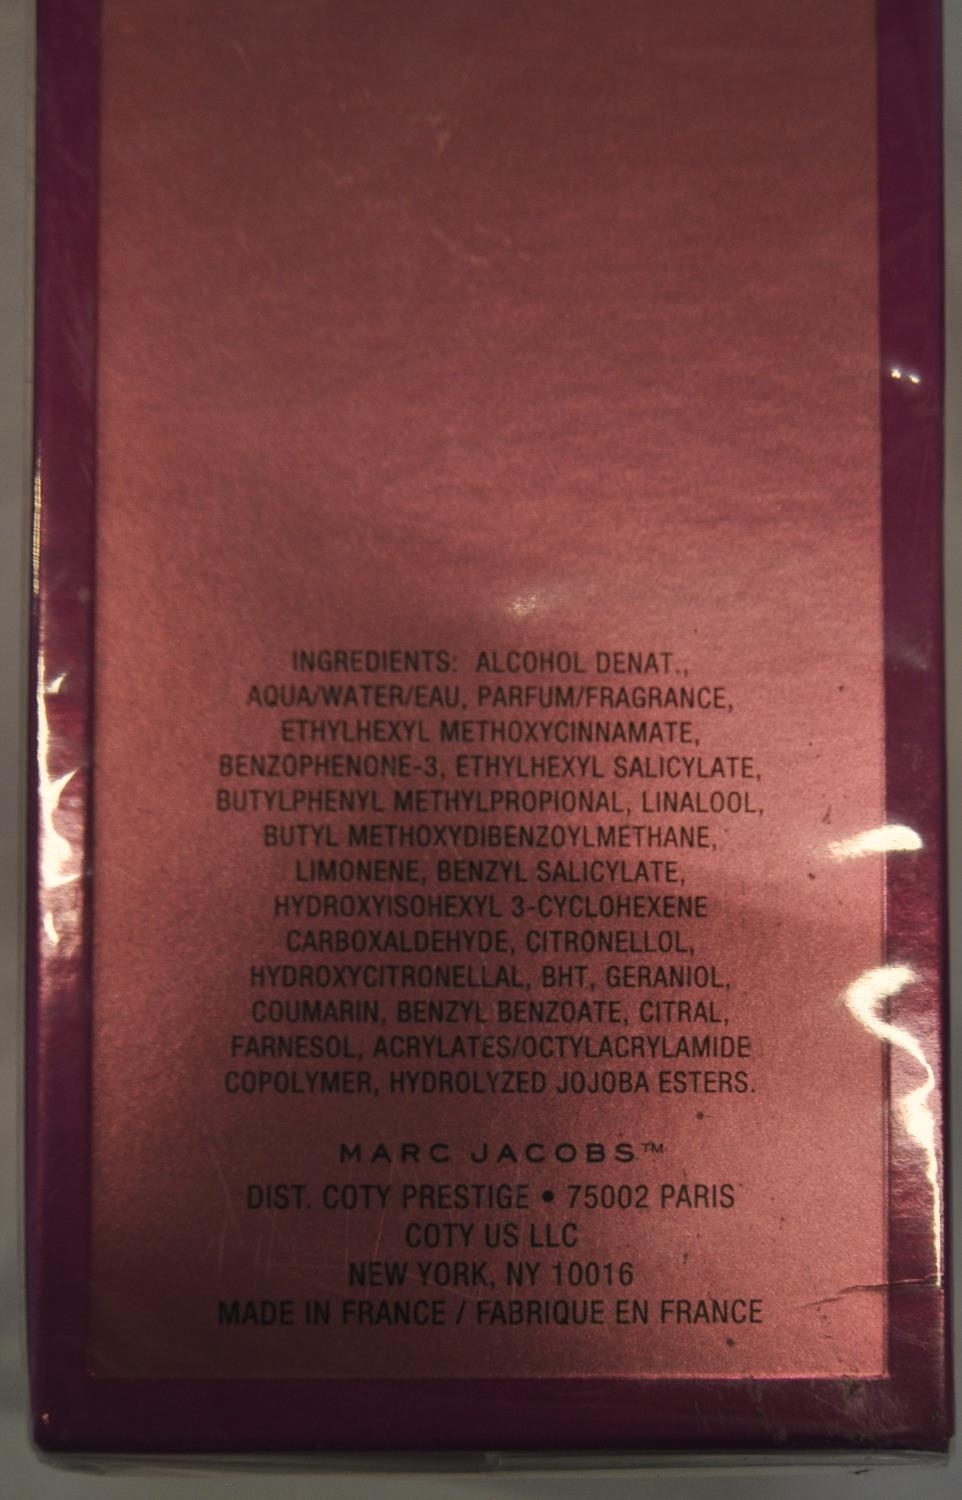 INGREDIENTS: ALCOHOL DENAT.,
AQUA/WATER/EAU, PARFUM/FRAGRANCE,
ETHYLHEXYL METHOXYCINNAMATE,
BENZOPHENONE-3, ETHYLHEXYL SALICYLATE,
BUTYLPHENYL METHYLPROPIONAL, LINALOOL,
BUTYL METHOXYDIBENZOYLMETHANE,
LIMONENE, BENZYL SALICYLATE,
HYDROXYISOHEXYL 3-CYCLOHEXENE
CARBOXALDEHYDE, CITRONELLOL,
HYDROXYCITRONELLAL, BHT, GERANIOL,
COUMARIN, BENZYL BENZOATE, CITRAL,
FARNESOL, ACRYLATES/OCTYLACRYLAMIDE
COPOLYMER, HYDROLYZED JOJOBA ESTERS.
MARC JACOBS™
DIST. COTY PRESTIGE • 75002 PARIS
COTY US LLC
NEW YORK, NY 10016
MADE IN FRANCE / FABRIQUE EN FRANCE